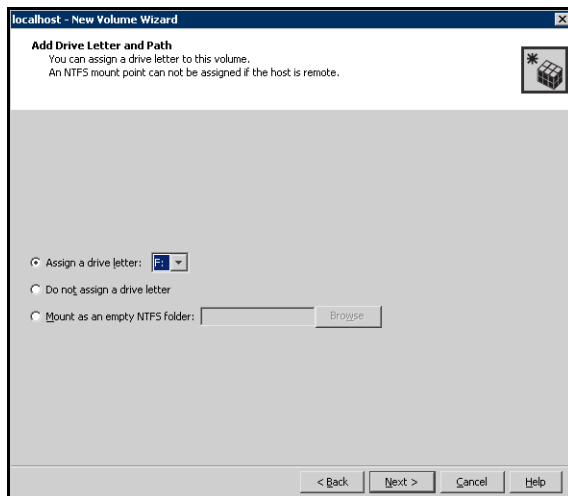 localhost - New Volume Wizard
Add Drive Letter and Path
You can assign a drive letter to this volume.
An NTFS mount point can not be assigned if the host is remote.
Assign a drive letter: F:
Do not assign a drive letter
Mount as an empty NTFS folder: Browse
< Back Next > Cancel Help